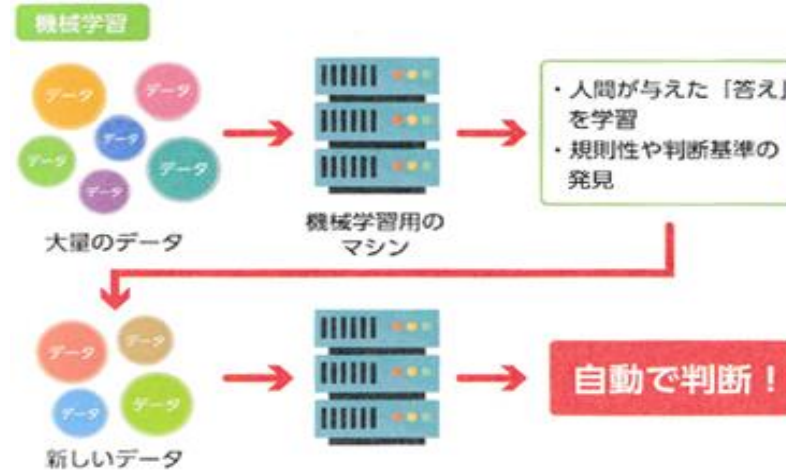 機械学習
データ
データ
データ
データ
データ
データ
大量のデータ
機械学習用の
マシン
・人間が与えた「答え」
を学習
・規則性や判断基準の
発見
データ
データ
データ
データ
新しいデータ
自動で判断！